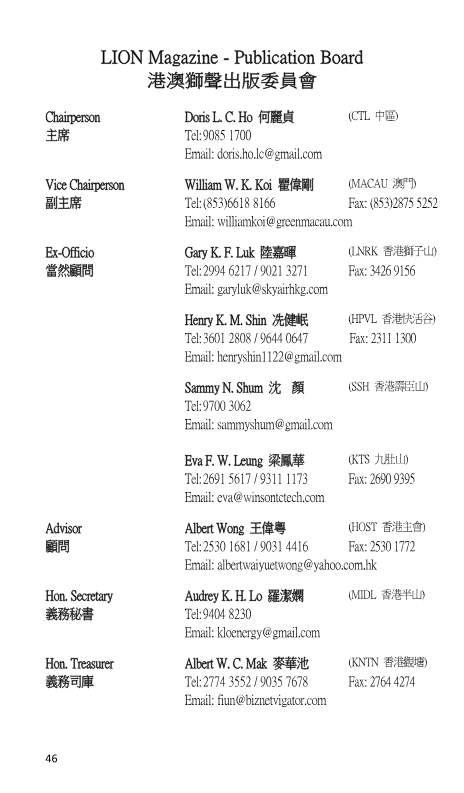 LION Magazine - Publication Board
港澳獅聲出版委員會
Chairperson Doris L. C. Ho 何麗貞 (CTL 中區)
主席 Tel: 9085 1700
Email: doris.ho.lc@gmail.com
Vice Chairperson William W. K. Koi 瞿偉剛 (MACAU 澳門)
副主席 Tel: (853)6618 8166 Fax: (853)2875 5252
Email: williamkoi@greenmacau.com
Ex-Officio Gary K. F. Luk 陸嘉暉 (LNRK 香港獅子山)
當然顧問 Tel: 2994 6217 / 9021 3271 Fax: 3426 9156
Email: garyluk@skyairhkg.com
Henry K. M. Shin 冼健岷 (HPVL 香港快活谷)
Tel: 3601 2808 / 9644 0647 Fax: 2311 1300
Email: henryshin1122@gmail.com
Sammy N. Shum 沈 顏 (SSH 香港壽臣山)
Tel: 9700 3062
Email: sammyshum@gmail.com
Eva F. W. Leung 梁鳳華 (KTS 九肚山)
Tel: 2691 5617 / 9311 1173 Fax: 2690 9395
Email: eva@winsontctech.com
Advisor Albert Wong 王偉粵 (HOST 香港主會)
顧問 Tel: 2530 1681 / 9031 4416 Fax: 2530 1772
Email: albertwaiyuetwong@yahoo.com.hk
Hon. Secretary Audrey K. H. Lo 羅潔嫻 (MIDL 香港半山)
義務秘書 Tel: 9404 8230
Email: kloenergy@gmail.com
Hon. Treasurer Albert W. C. Mak 麥華池 (KNTN 香港觀塘)
義務司庫 Tel: 2774 3552 / 9035 7678 Fax: 2764 4274
Email: fiun@biznetvigator.com
46